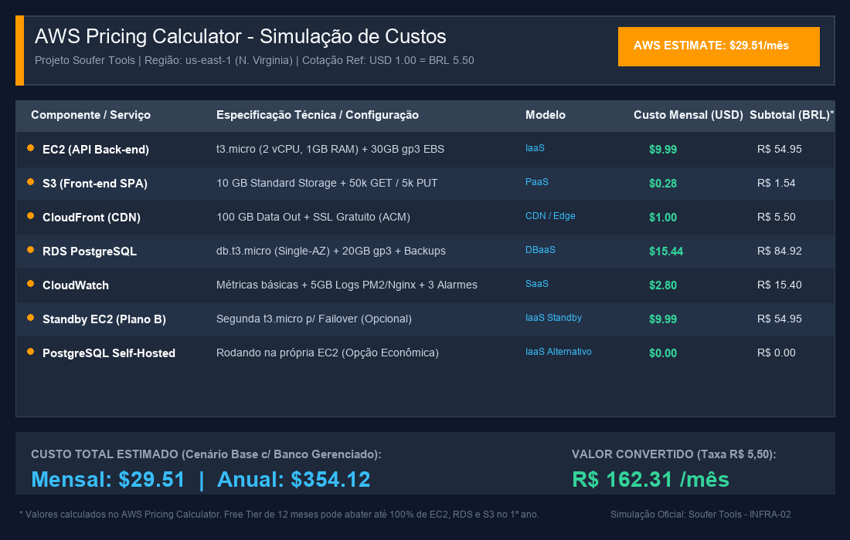 AWS Pricing Calculator - Simulação de Custos
Projeto Soufer Tools | Região: us-east-1 (N. Virginia) | Cotação Ref: USD 1.00 = BRL 5.50
AWS ESTIMATE: $29.51/mês
Componente / Serviço Especificação Técnica / Configuração Modelo Custo Mensal (USD) Subtotal (BRL)*
EC2 (API Back-end) t3.micro (2 vCPU, 1GB RAM) + 30GB gp3 EBS IaaS $9.99 R$ 54.95
S3 (Front-end SPA) 10 GB Standard Storage + 50k GET / 5k PUT PaaS $0.28 R$ 1.54
CloudFront (CDN) 100 GB Data Out + SSL Gratuito (ACM) CDN / Edge $1.00 R$ 5.50
RDS PostgreSQL db.t3.micro (Single-AZ) + 20GB gp3 + Backups DBaaS $15.44 R$ 84.92
CloudWatch Métricas básicas + 5GB Logs PM2/Nginx + 3 Alarmes SaaS $2.80 R$ 15.40
Standby EC2 (Plano B) Segunda t3.micro p/ Failover (Opcional) IaaS Standby $9.99 R$ 54.95
PostgreSQL Self-Hosted Rodando na própria EC2 (Opção Econômica) IaaS Alternativo $0.00 R$ 0.00
CUSTO TOTAL ESTIMADO (Cenário Base c/ Banco Gerenciado):
Mensal: $29.51 | Anual: $354.12
VALOR CONVERTIDO (Taxa R$ 5,50):
R$ 162.31 /mês
* Valores calculados no AWS Pricing Calculator. Free Tier de 12 meses pode abater até 100% de EC2, RDS e S3 no 1º ano.
Simulação Oficial: Soufer Tools - INFRA-02